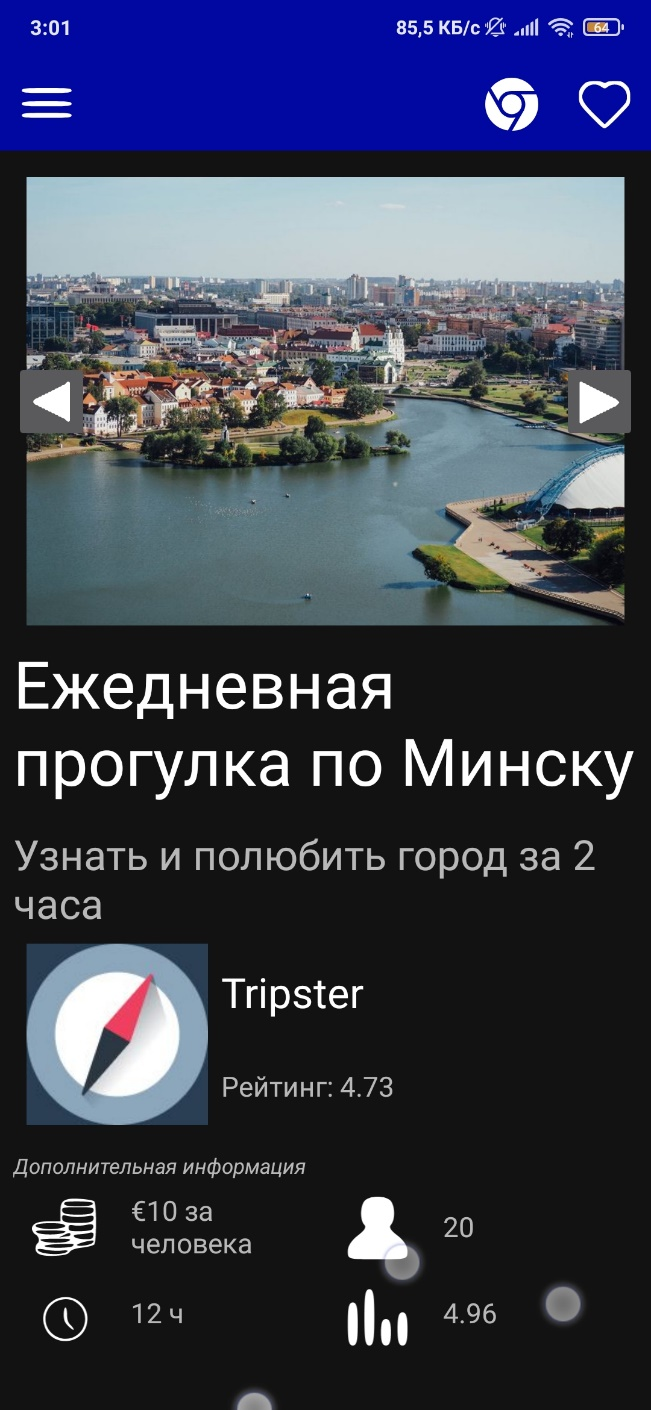 3:01
85,5 КБ/с
64
Ежедневная
прогулка по Минску
Узнать и полюбить город за 2
часа
Tripster
Рейтинг: 4.73
Дополнительная информация
€10 за
человека
20
12 ч
4.96